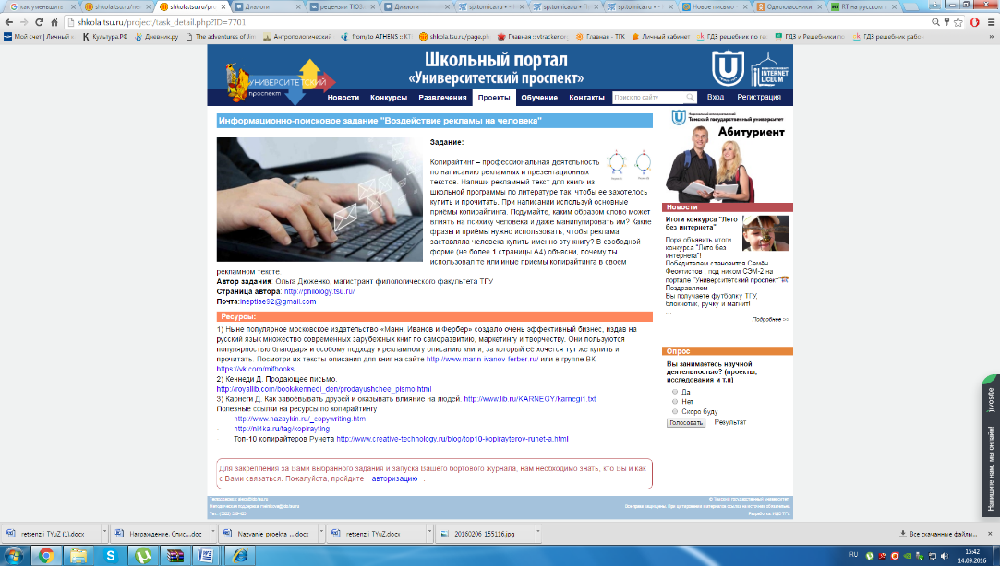 как уменьшить
shkola.tsu.ru/ne
shkola.tsu.ru/pro
Диалоги
рецензии ТЮЗ
Диалоги
sp.tomica.ru
sp.tomica.ru
sp.tomica.ru
Новое письмо
Одноклассники
RT на русском
shkola.tsu.ru/project/task_detail.php?ID=7701
Мой счет | Личный к
Культура.РФ
Дневник.ру
The adventures of Jim
Антропологический
from/to ATHENS :: KT
shkola.tsu.ru/page.ph
Главная :: vtracker.org
Главная - ТГК
Личный кабинет
ГДЗ решебник по
ГДЗ и Решебники по
ГДЗ решебник рабо
Школьный портал
«Университетский проспект»
УНИВЕРСИТЕТСКИЙ
проспект
INTERNET
LICEUM
Новости Конкурсы Развлечения Проекты Обучение Контакты Поиск по сайту Вход Регистрация
Информационно-поисковое задание "Воздействие рекламы на человека"
Задание:
Копирайтинг – профессиональная деятельность
по написанию рекламных и презентационных
текстов. Напиши рекламный текст для книги из
школьной программы по литературе так, чтобы ее захотелось
купить и прочитать. При написании используй основные
приёмы копирайтинга. Подумайте, каким образом слово может
влиять на психику человека и даже манипулировать им? Какие
фразы и приёмы нужно использовать, чтобы реклама
заставляла человека купить именно эту книгу? В свободной
форме (не более 1 страницы А4) объясни, почему ты
использовал те или иные приемы копирайтинга в своем
рекламном тексте.
Автор задания: Ольга Дюженко, магистрант филологического факультета ТГУ
Страница автора: http://philology.tsu.ru/
Почта:ineptiae92@gmail.com
Ресурсы:
1) Ныне популярное московское издательство «Манн, Иванов и Фербер» создало очень эффективный бизнес, издав на
русский язык множество современных зарубежных книг по саморазвитию, маркетингу и творчеству. Они пользуются
популярностью благодаря и особому подходу к рекламному описанию книги, за который её хочется тут же купить и
прочитать. Посмотри их тексты-описания для книг на сайте http://www.mann-ivanov-ferber.ru/ или в группе ВК
https://vk.com/mifbooks.
2) Кеннеди Д. Продающее письмо.
http://royallib.com/book/kennedi_den/prodayushchee_pismo.html
3) Карнеги Д. Как завоёвывать друзей и оказывать влияние на людей. http://www.lib.ru/KARNEGY/karnegi1.txt
Полезные ссылки на ресурсы по копирайтингу
· http://www.nazaykin.ru/_copywriting.htm
· http://ni4ka.ru/tag/kopirayting
· Топ-10 копирайтеров Рунета http://www.creative-technology.ru/blog/top10-kopirayterov-runet-a.html
Для закрепления за Вами выбранного задания и запуска Вашего бортового журнала, нам необходимо знать, кто Вы и как
с Вами связаться. Пожалуйста, пройдите авторизацию .
Томский государственный университет
Абитуриент
Новости
Итоги конкурса "Лето
без интернета"
Пора объявить итоги
конкурса "Лето без
интернета"!
Победителем становится Семён
Феоктистов , под ником СЭМ-2 на
портале "Университетский проспект
Поздравляем
Вы получаете футболку ТГУ,
блокнотик, ручку и магнит!
...
Подробнее >>
Опрос
Вы занимаетесь научной
деятельностью? (проекты,
исследования и т.п)
Да
Нет
Скоро буду
Голосовать Результат
Напишите нам, мы онлайн!
jivosite
retsenzii_TYuZ (1).docx
Награждение. Спис....doc
Nazvanie_proekta_....docx
retsenzii_TYuZ.docx
20160206_155116.jpg
Все скачанные файлы...
RU
15:42
14.09.2016